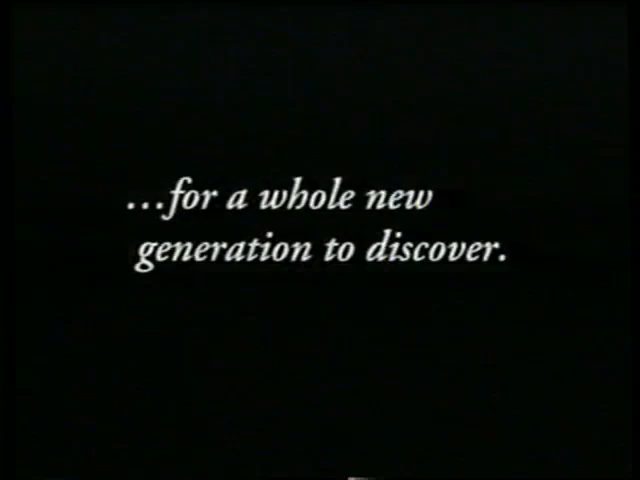 ...for a whole new
generation to discover.